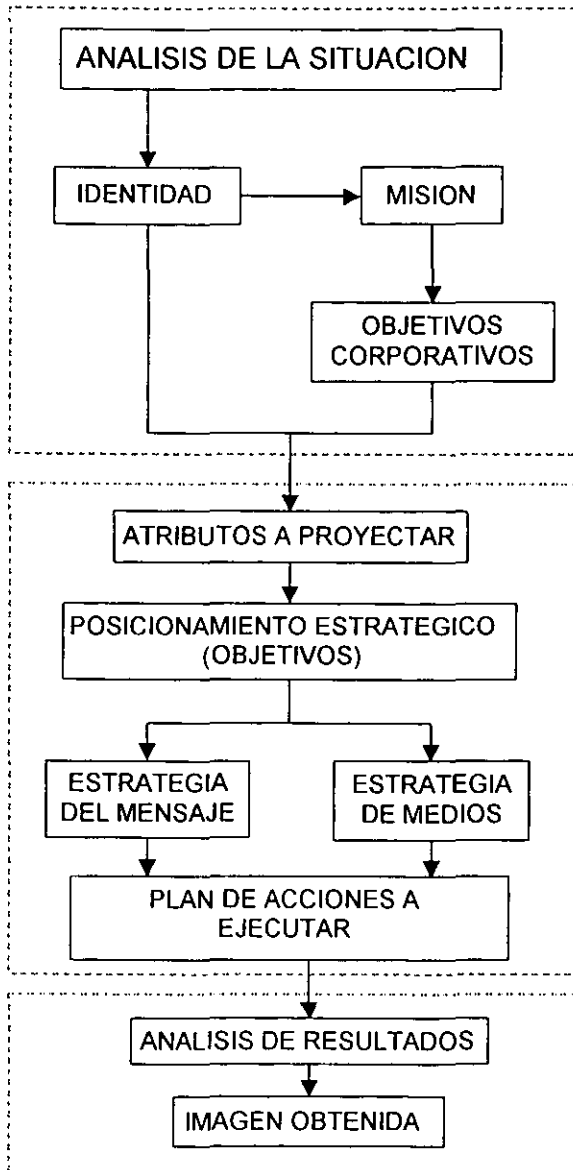 ANALISIS DE LA SITUACION
IDENTIDAD
MISION
OBJETIVOS
CORPORATIVOS
ATRIBUTOS A PROYECTAR
POSICIONAMIENTO ESTRATEGICO
(OBJETIVOS)
ESTRATEGIA
DEL MENSAJE
ESTRATEGIA
DE MEDIOS
PLAN DE ACCIONES A
EJECUTAR
ANALISIS DE RESULTADOS
IMAGEN OBTENIDA